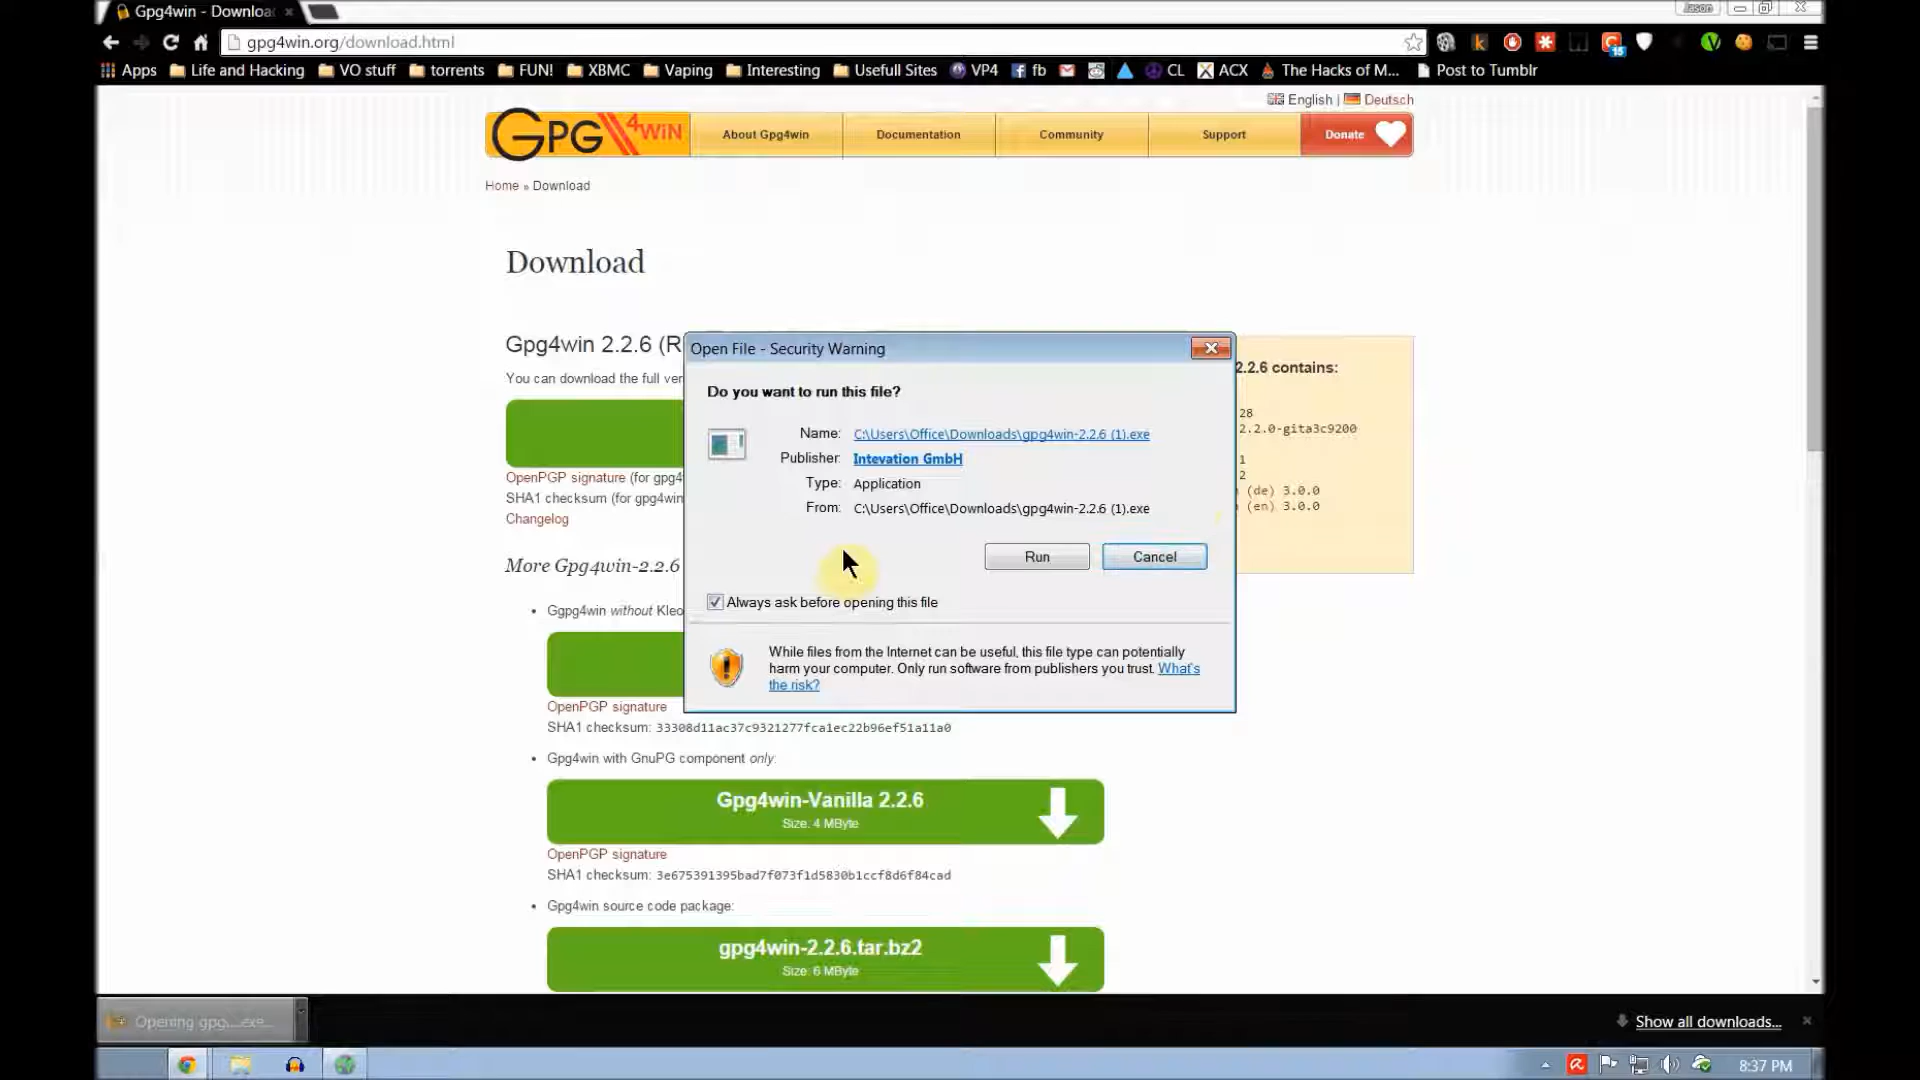 Gpg4win - Downloa
Jason
gpg4win.org/download.html
15
Apps Life and Hacking VO stuff torrents FUN! XBMC Vaping Interesting Usefull Sites VP4 fb CL ACX The Hacks of M... Post to Tumblr
English | Deutsch
GPG4WiN About Gpg4win Documentation Community Support Donate
Home » Download
Download
Gpg4win 2.2.6 (R
2.2.6 contains:
You can download the full ver
28
2.2.0-gita3c9200
1
2
(de) 3.0.0
(en) 3.0.0
OpenPGP signature (for gpg4
SHA1 checksum (for gpg4win
Changelog
More Gpg4win-2.2.6
Ggpg4win without Kleo
Open File - Security Warning
Do you want to run this file?
Name: C:\Users\Office\Downloads\gpg4win-2.2.6 (1).exe
Publisher: Intevation GmbH
Type: Application
From: C:\Users\Office\Downloads\gpg4win-2.2.6 (1).exe
Run Cancel
Always ask before opening this file
While files from the Internet can be useful, this file type can potentially
harm your computer. Only run software from publishers you trust. What's
the risk?
OpenPGP signature
SHA1 checksum: 33308d11ac37c9321277fca1ec22b96ef51a11a0
Gpg4win with GnuPG component only:
Gpg4win-Vanilla 2.2.6
Size: 4 MByte
OpenPGP signature
SHA1 checksum: 3e675391395bad7f073f1d5830b1ccf8d6f84cad
Gpg4win source code package:
gpg4win-2.2.6.tar.bz2
Size: 6 MByte
Opening gpg....exe...
Show all downloads...
8:37 PM